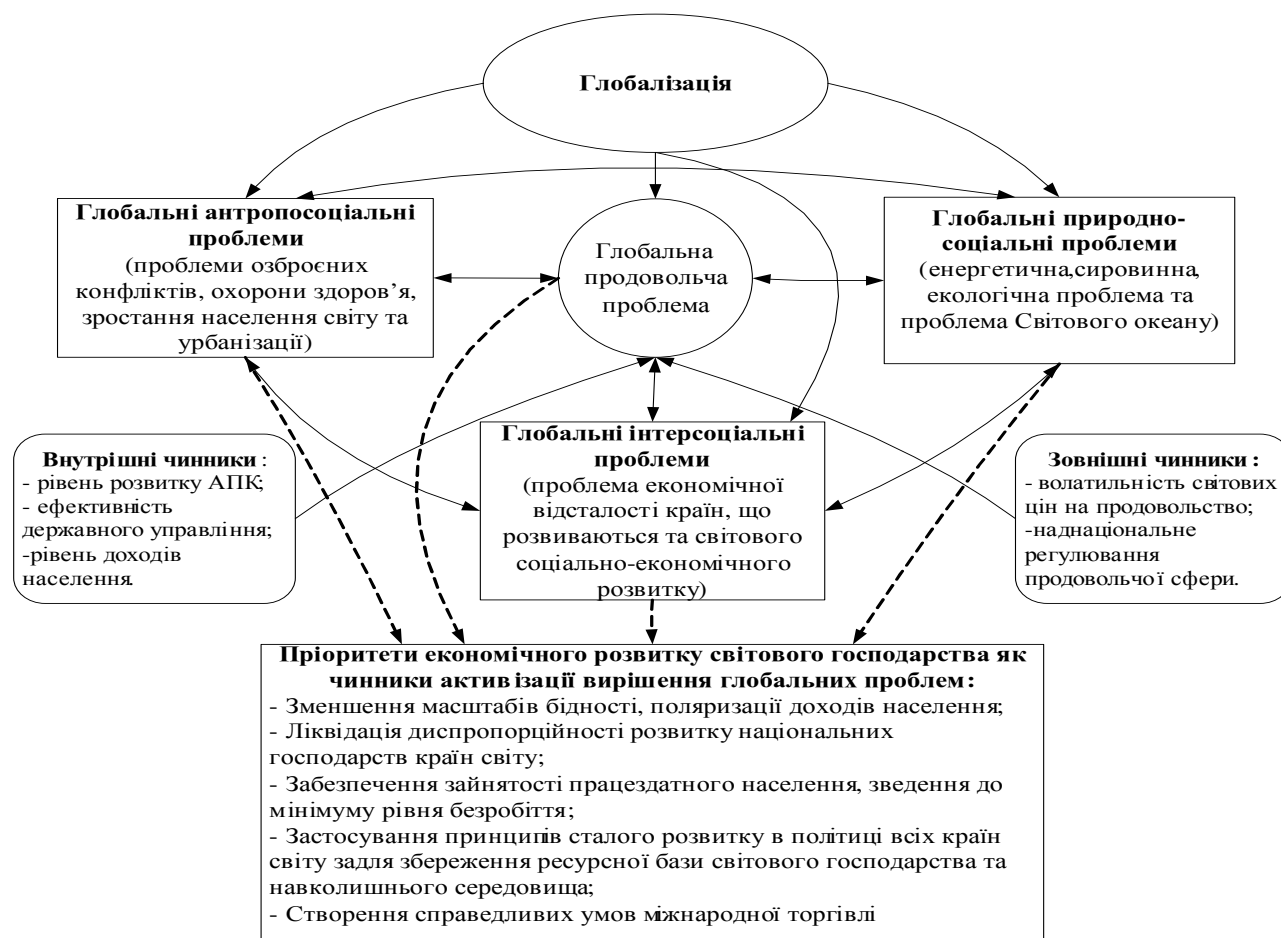 Глобалізація
Глобальні антропосоціальні
проблеми
(проблеми озброєних
конфліктів, охорони здоров’я,
зростання населення світу та
урбанізації)
Глобальна
продовольча
проблема
Глобальні природно-
соціальні проблеми
(енергетична,сировинна,
екологічна проблема та
проблема Світового океану)
Внутрішні чинники :
- рівень розвитку АПК;
- ефективність
державного управління;
-рівень доходів
населення.
Глобальні інтерсоціальні
проблеми
(проблема економічної
відсталості країн, що
розвиваються та світового
соціально-економічного
розвитку)
Зовнішні чинники :
- волатильність світових
цін на продовольство;
-наднаціональне
регулювання
продовольчої сфери.
Пріоритети економічного розвитку світового господарства як
чинники активізації вирішення глобальних проблем :
- Зменшення масштабів бідності, поляризації доходів населення;
- Ліквідація диспропорційності розвитку національних
господарств країн світу;
- Забезпечення зайнятості працездатного населення, зведення до
мінімуму рівня безробіття;
- Застосування принципів сталого розвитку в політиці всіх країн
світу задля збереження ресурсної бази світового господарства та
навколишнього середовища;
- Створення справедливих умов міжнародної торгівлі